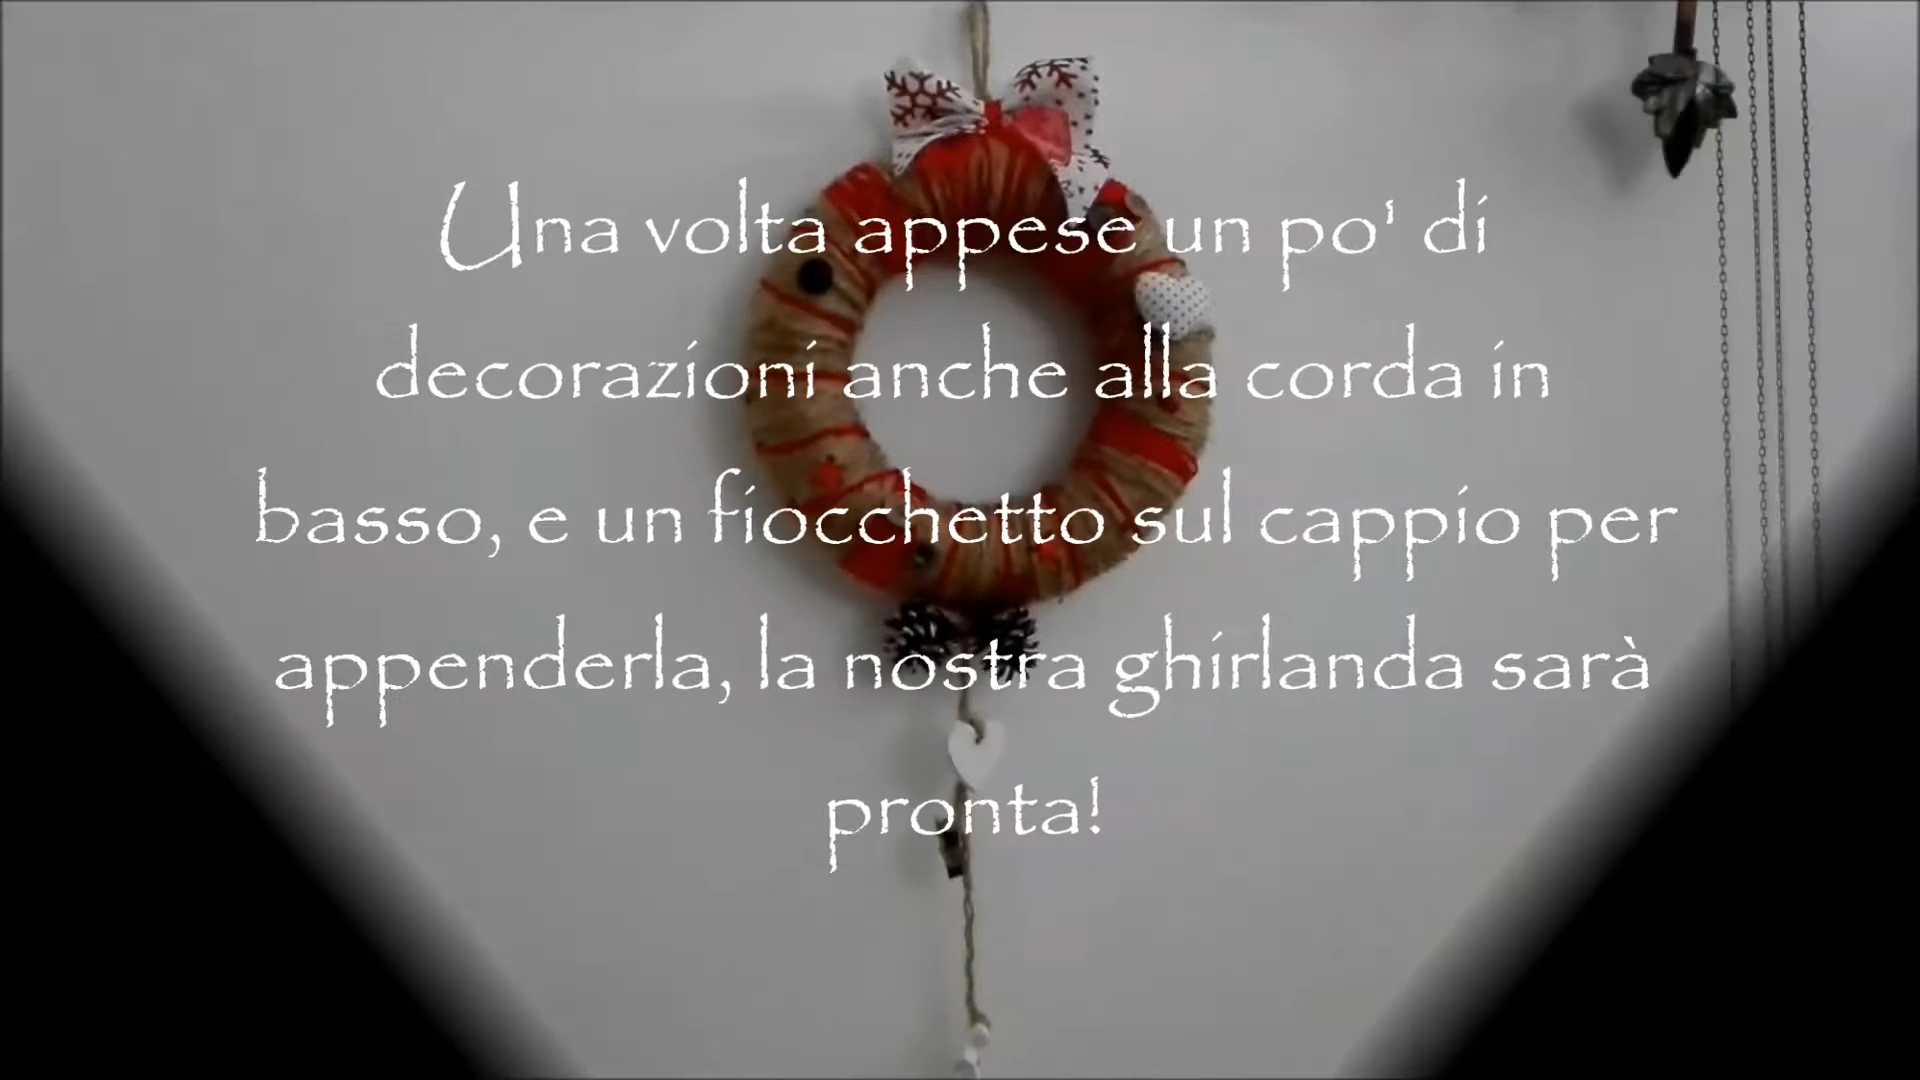 Una volta appese un po' di
decorazioni anche alla corda in
basso, e un fiocchetto sul cappio per
appenderla, la nostra ghirlanda sarà
pronta!